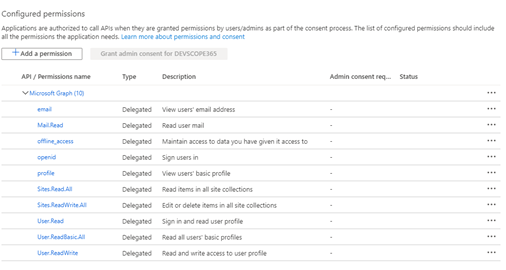 Configured permissions
Applications are authorized to call APIs when they are granted permissions by users/admins as part of the consent process. The list of configured permissions should include
all the permissions the application needs. Learn more about permissions and consent
+ Add a permission Grant admin consent for DEVSCOPE365
API / Permissions name Type Description Admin consent req... Status
Microsoft Graph (10) ...
email Delegated View users' email address - ...
Mail.Read Delegated Read user mail - ...
offline_access Delegated Maintain access to data you have given it access to - ...
openid Delegated Sign users in - ...
profile Delegated View users' basic profile - ...
Sites.Read.All Delegated Read items in all site collections - ...
Sites.ReadWrite.All Delegated Edit or delete items in all site collections - ...
User.Read Delegated Sign in and read user profile - ...
User.ReadBasic.All Delegated Read all users' basic profiles - ...
User.ReadWrite Delegated Read and write access to user profile - ...